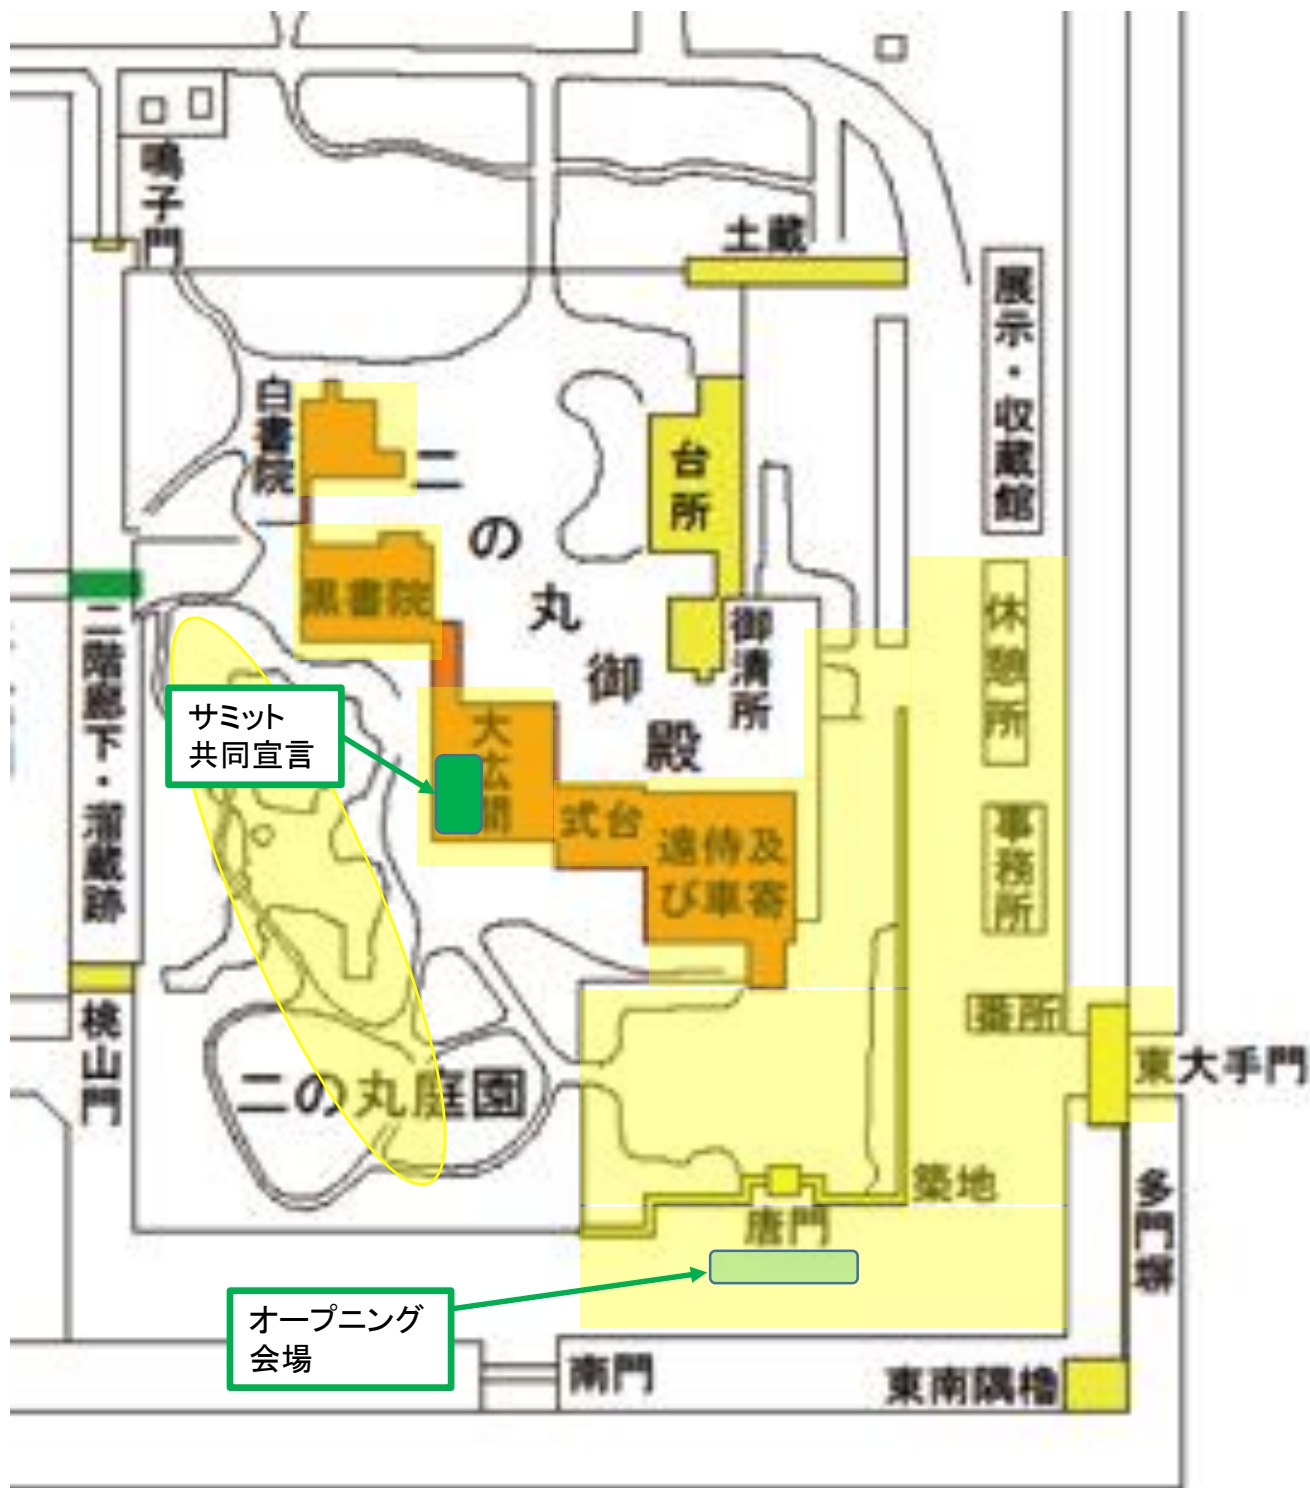 鳴子門
土蔵
展示・収蔵館
白書院
二の丸御殿
台所
黒書院
休憩所
御清所
二階廊下・溜蔵跡
サミット
共同宣言
大広間
式台
遠侍及
び車寄
事務所
番所
桃山門
東大手門
二の丸庭園
築地
唐門
多門塀
オープニング
会場
南門
東南隅櫓